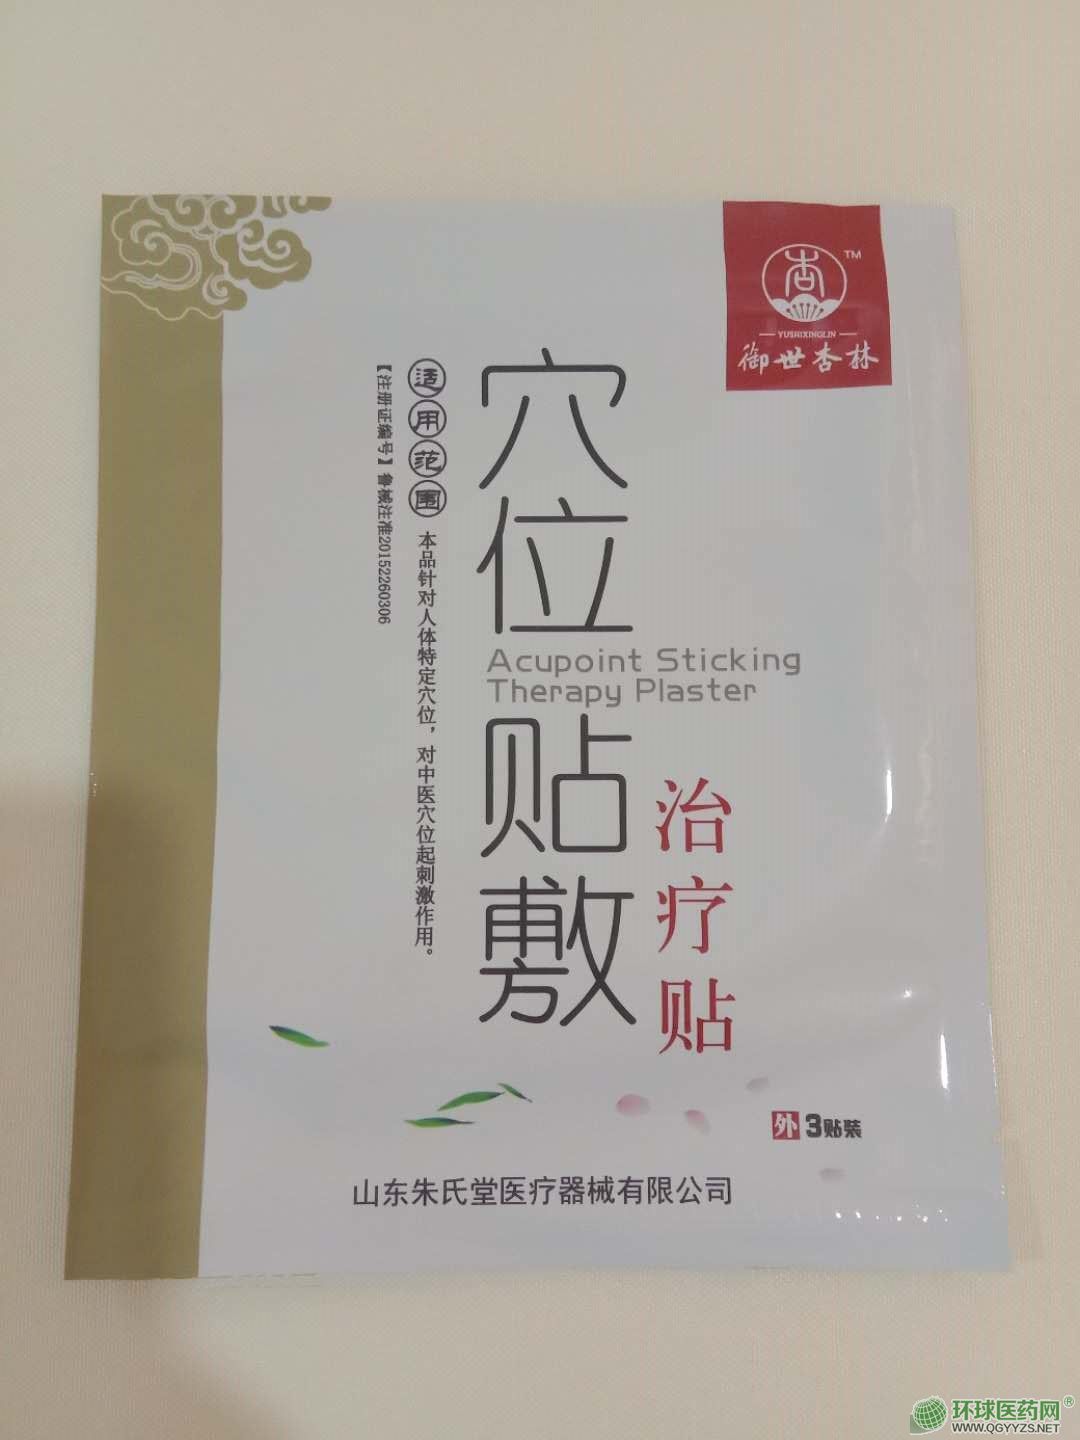 杏
TM
YUSHIXINGLIN
御世杏林
穴位
Acupoint Sticking
Therapy Plaster
贴敷
治疗贴
适用范围 本品针对人体特定穴位，对中医穴位起刺激作用。
【注册证编号】鲁械注准20152260306
外 3贴装
山东朱氏堂医疗器械有限公司
环球医药网®
WWW.QGYYZS.NET